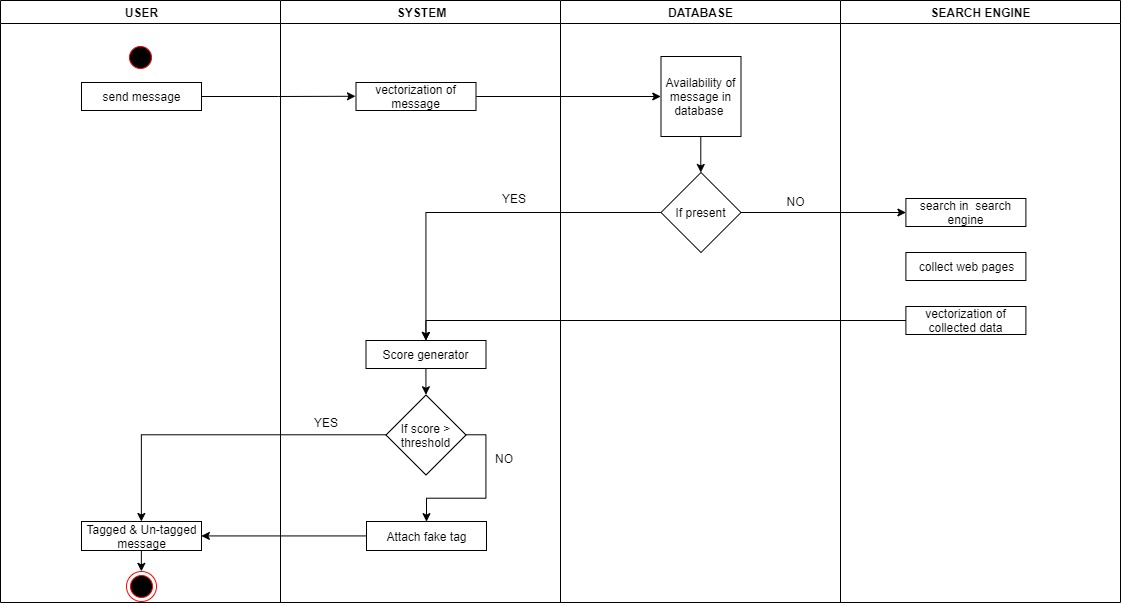 USER
SYSTEM
DATABASE
SEARCH ENGINE
send message
vectorization of
message
Availability of
message in
database
If present
YES
NO
search in search
engine
collect web pages
vectorization of
collected data
Score generator
If score >
threshold
YES
NO
Tagged & Un-tagged
message
Attach fake tag